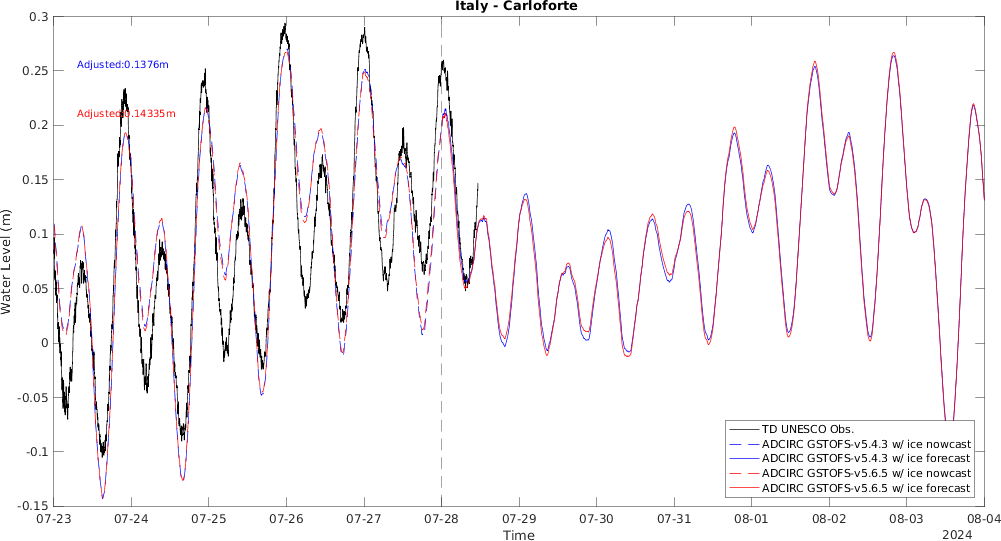 Italy - Carloforte
0.3
0.25
0.2
0.15
0.1
0.05
0
-0.05
-0.1
-0.15
Water Level (m)
Adjusted:0.1376m
Adjusted:0.14335m
TD UNESCO Obs.
ADCIRC GSTOFS-v5.4.3 w/ ice nowcast
ADCIRC GSTOFS-v5.4.3 w/ ice forecast
ADCIRC GSTOFS-v5.6.5 w/ ice nowcast
ADCIRC GSTOFS-v5.6.5 w/ ice forecast
07-23 07-24 07-25 07-26 07-27 07-28 07-29 07-30 07-31 08-01 08-02 08-03 08-04
Time
2024